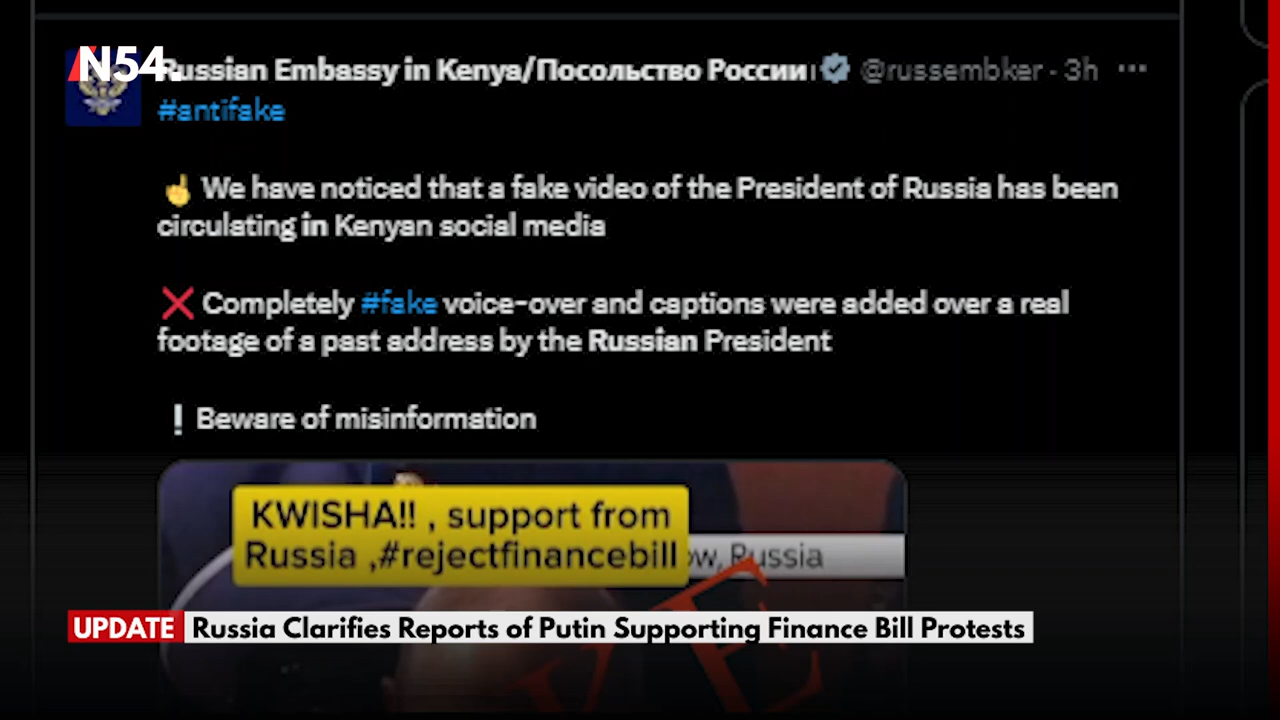 N54.
Russian Embassy in Kenya/Посольство России @russembker · 3h ...
#antifake
☝ We have noticed that a fake video of the President of Russia has been
circulating in Kenyan social media
❌ Completely #fake voice-over and captions were added over a real
footage of a past address by the Russian President
❕ Beware of misinformation
KWISHA!! , support from
Russia ,#rejectfinancebill
Russia
UPDATE Russia Clarifies Reports of Putin Supporting Finance Bill Protests